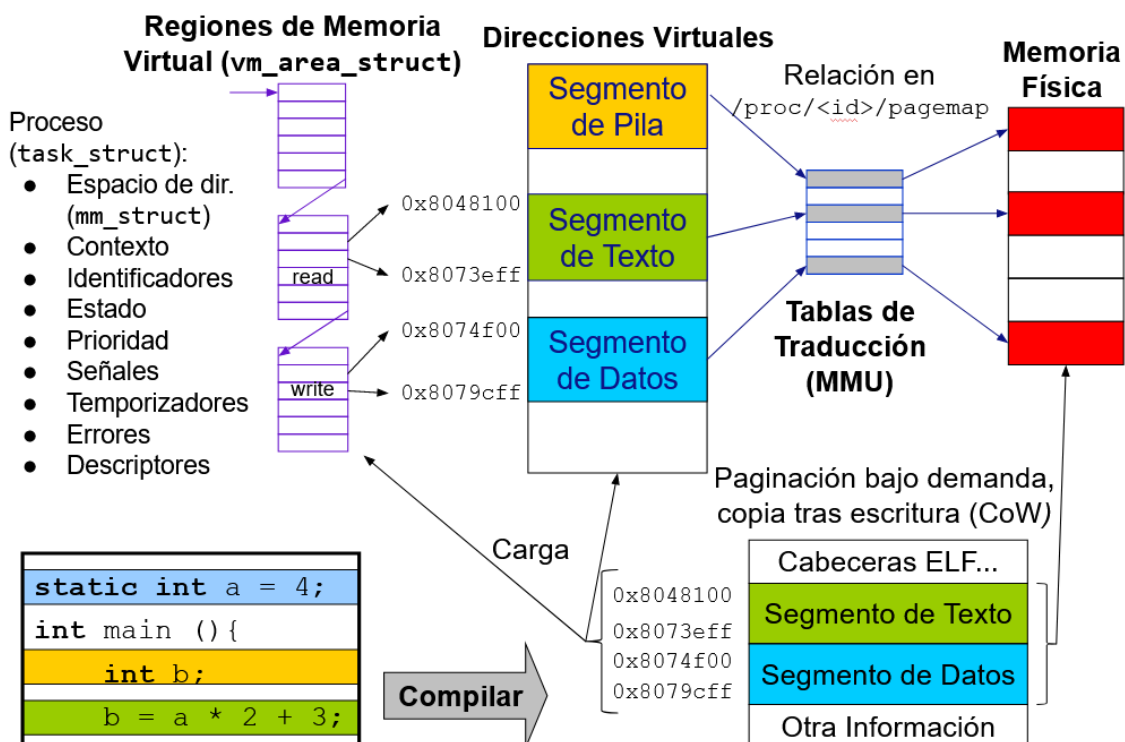 Regiones de Memoria
Virtual (vm_area_struct)
Direcciones Virtuales
Relación en
/proc/<id>/pagemap
Memoria
Física
Proceso
(task_struct):
● Espacio de dir.
(mm_struct)
● Contexto
● Identificadores
● Estado
● Prioridad
● Señales
● Temporizadores
● Errores
● Descriptores
read
write
0x8048100
0x8073eff
0x8074f00
0x8079cff
Segmento
de Pila
Segmento
de Texto
Segmento
de Datos
Tablas de
Traducción
(MMU)
Paginación bajo demanda,
copia tras escritura (CoW)
Carga
static int a = 4;
int main (){
int b;
b = a * 2 + 3;
Compilar
0x8048100
0x8073eff
0x8074f00
0x8079cff
Cabeceras ELF...
Segmento de Texto
Segmento de Datos
Otra Información